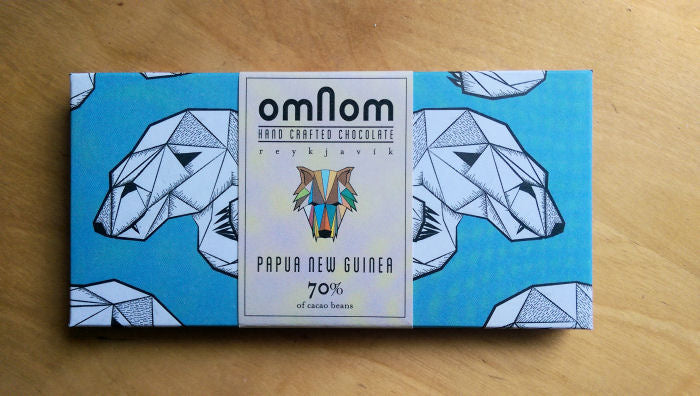 omnom
HAND CRAFTED CHOCOLATE
reykjavík
PAPUA NEW GUINEA
70%
of cacao beans